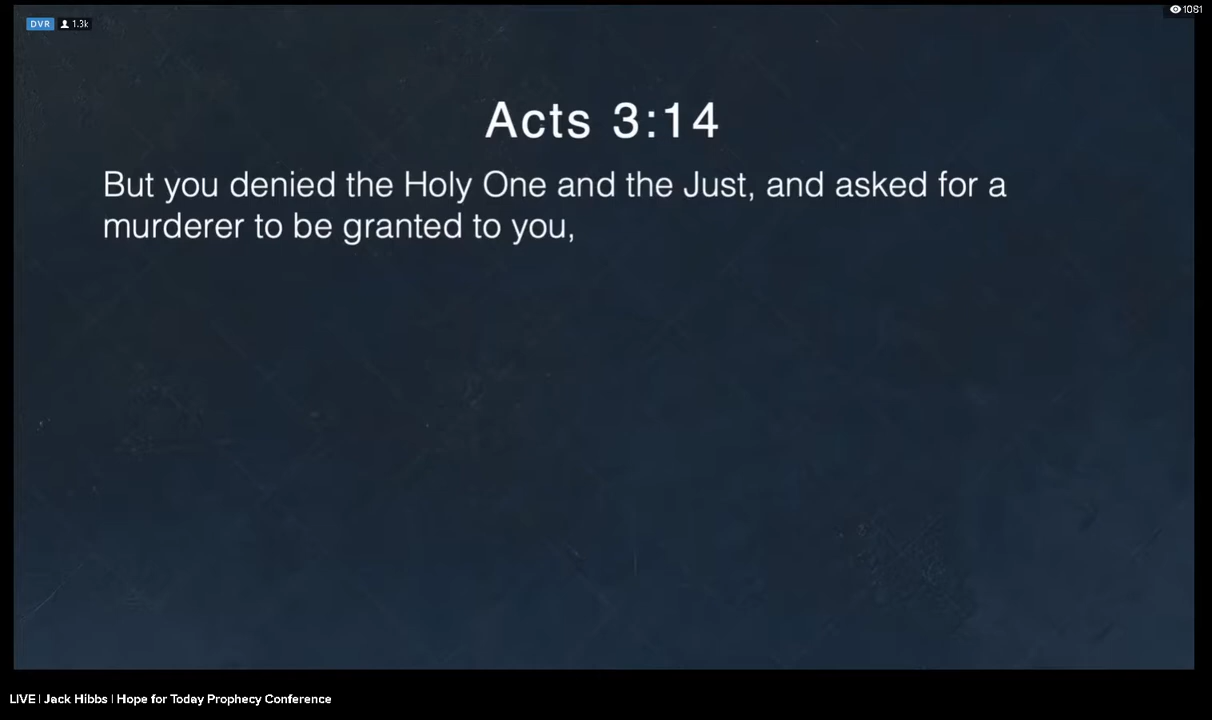 DVR 1.3k
1081
Acts 3:14
But you denied the Holy One and the Just, and asked for a
murderer to be granted to you,
LIVE | Jack Hibbs | Hope for Today Prophecy Conference